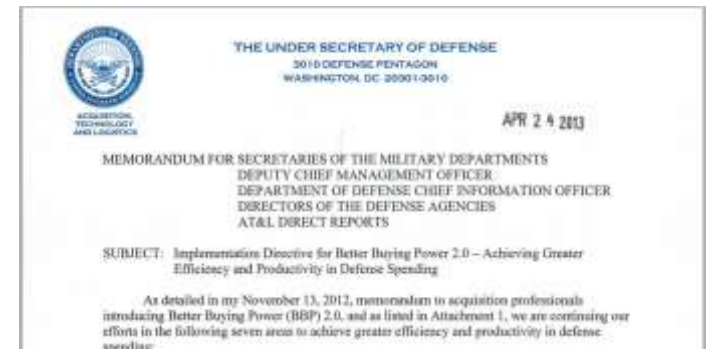 THE UNDER SECRETARY OF DEFENSE
3010 DEFENSE PENTAGON
WASHINGTON, DC 20301-3010
ACQUISITION,
TECHNOLOGY
AND LOGISTICS
APR 24 2013
MEMORANDUM FOR SECRETARIES OF THE MILITARY DEPARTMENTS
DEPUTY CHIEF MANAGEMENT OFFICER
DEPARTMENT OF DEFENSE CHIEF INFORMATION OFFICER
DIRECTORS OF THE DEFENSE AGENCIES
AT&L DIRECT REPORTS
SUBJECT: Implementation Directive for Better Buying Power 2.0 – Achieving Greater
Efficiency and Productivity in Defense Spending
As detailed in my November 13, 2012, memorandum to acquisition professionals
introducing Better Buying Power (BBP) 2.0, and as listed in Attachment 1, we are continuing our
efforts in the following seven areas to achieve greater efficiency and productivity in defense
spending: